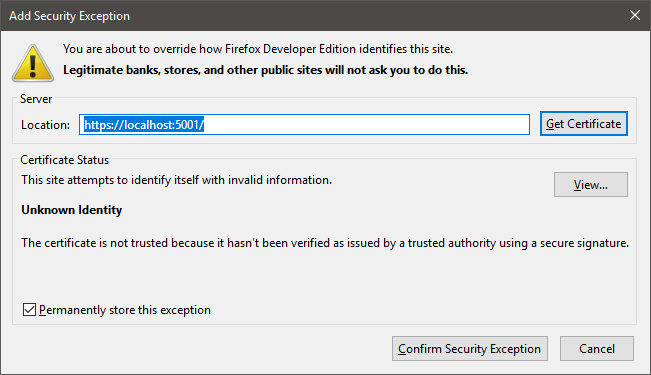 Add Security Exception
You are about to override how Firefox Developer Edition identifies this site.
Legitimate banks, stores, and other public sites will not ask you to do this.
Server
Location: https://localhost:5001/ Get Certificate
Certificate Status
This site attempts to identify itself with invalid information.
View...
Unknown Identity
The certificate is not trusted because it hasn't been verified as issued by a trusted authority using a secure signature.
Permanently store this exception
Confirm Security Exception Cancel